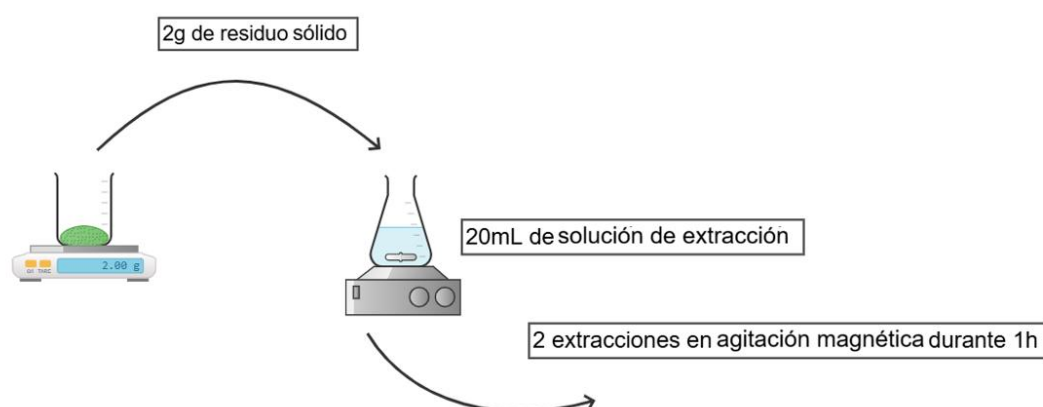 2g de residuo sólido
20mL de solución de extracción
2.00 g
2 extracciones en agitación magnética durante 1h